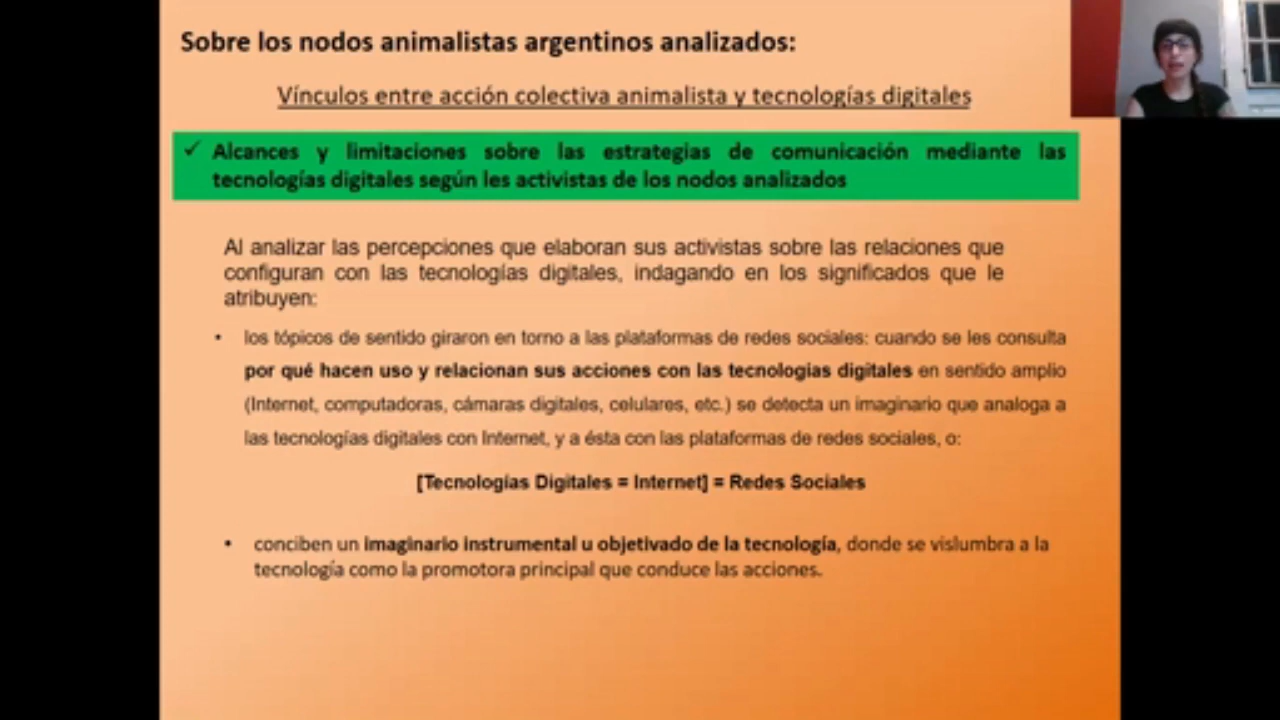 Sobre los nodos animalistas argentinos analizados:
Vínculos entre acción colectiva animalista y tecnologías digitales
✓ Alcances y limitaciones sobre las estrategias de comunicación mediante las
tecnologías digitales según les activistas de los nodos analizados
Al analizar las percepciones que elaboran sus activistas sobre las relaciones que
configuran con las tecnologías digitales, indagando en los significados que le
atribuyen:
• los tópicos de sentido giraron en torno a las plataformas de redes sociales: cuando se les consulta
por qué hacen uso y relacionan sus acciones con las tecnologías digitales en sentido amplio
(Internet, computadoras, cámaras digitales, celulares, etc.) se detecta un imaginario que analoga a
las tecnologías digitales con Internet, y a ésta con las plataformas de redes sociales, o:
[Tecnologías Digitales = Internet] = Redes Sociales
• conciben un imaginario instrumental u objetivado de la tecnología, donde se vislumbra a la
tecnología como la promotora principal que conduce las acciones.